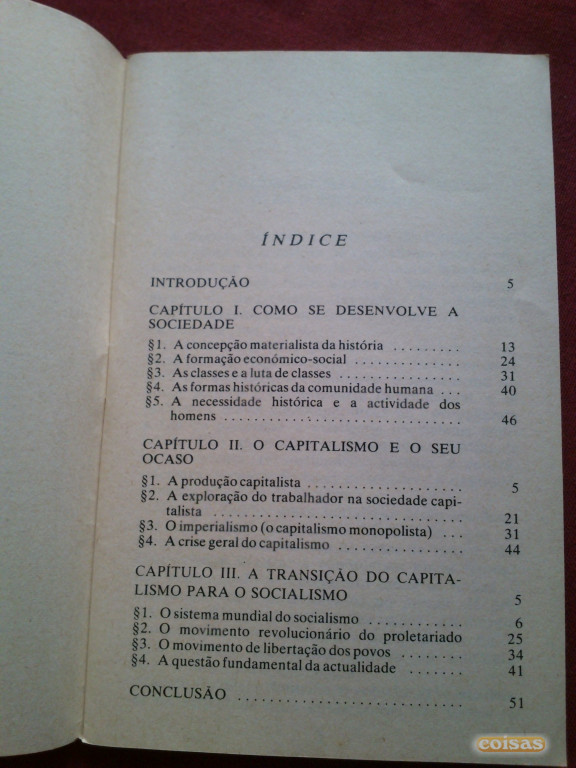 ÍNDICE
INTRODUÇÃO 5
CAPÍTULO I. COMO SE DESENVOLVE A
SOCIEDADE
§1. A concepção materialista da história ......... 13
§2. A formação económico-social ............. 24
§3. As classes e a luta de classes ............... 31
§4. As formas históricas da comunidade humana ... 40
§5. A necessidade histórica e a actividade dos
homens ............................... 46
CAPÍTULO II. O CAPITALISMO E O SEU
OCASO
§1. A produção capitalista .................... 5
§2. A exploração do trabalhador na sociedade capi-
talista ................................. 21
§3. O imperialismo (o capitalismo monopolista) ... 31
§4. A crise geral do capitalismo ................ 44
CAPÍTULO III. A TRANSIÇÃO DO CAPITA-
LISMO PARA O SOCIALISMO 5
§1. O sistema mundial do socialismo ............. 6
§2. O movimento revolucionário do proletariado 25
§3. O movimento de libertação dos povos ........ 34
§4. A questão fundamental da actualidade ........ 41
CONCLUSÃO ............................ 51
coisas